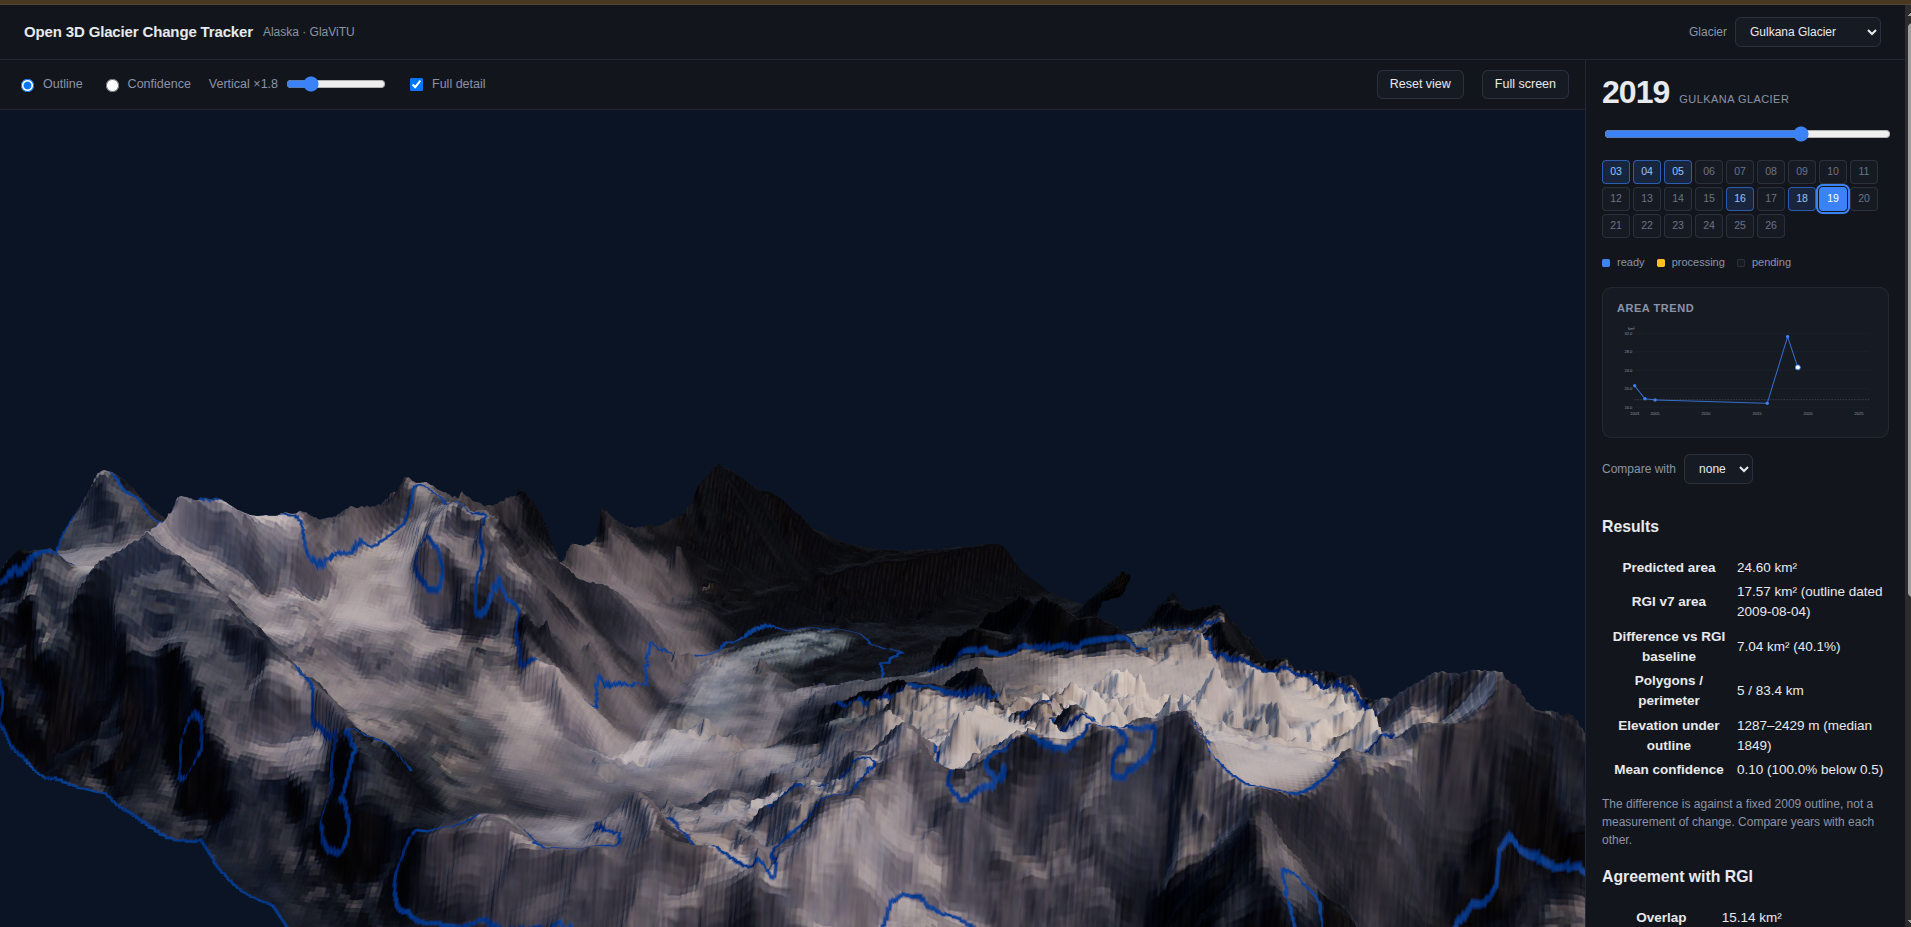 Open 3D Glacier Change Tracker Alaska · GlaViTU
Glacier Gulkana Glacier
Outline Confidence Vertical ×1.8 Full detail Reset view Full screen
2019 GULKANA GLACIER
03 04 05 06 07 08 09 10 11
12 13 14 15 16 17 18 19 20
21 22 23 24 25 26
ready processing pending
AREA TREND
Compare with none
Results
Predicted area 24.60 km²
RGI v7 area 17.57 km² (outline dated
2009-08-04)
Difference vs RGI
baseline 7.04 km² (40.1%)
Polygons /
perimeter 5 / 83.4 km
Elevation under
outline 1287–2429 m (median
1849)
Mean confidence 0.10 (100.0% below 0.5)
The difference is against a fixed 2009 outline, not a
measurement of change. Compare years with each
other.
Agreement with RGI
Overlap 15.14 km²